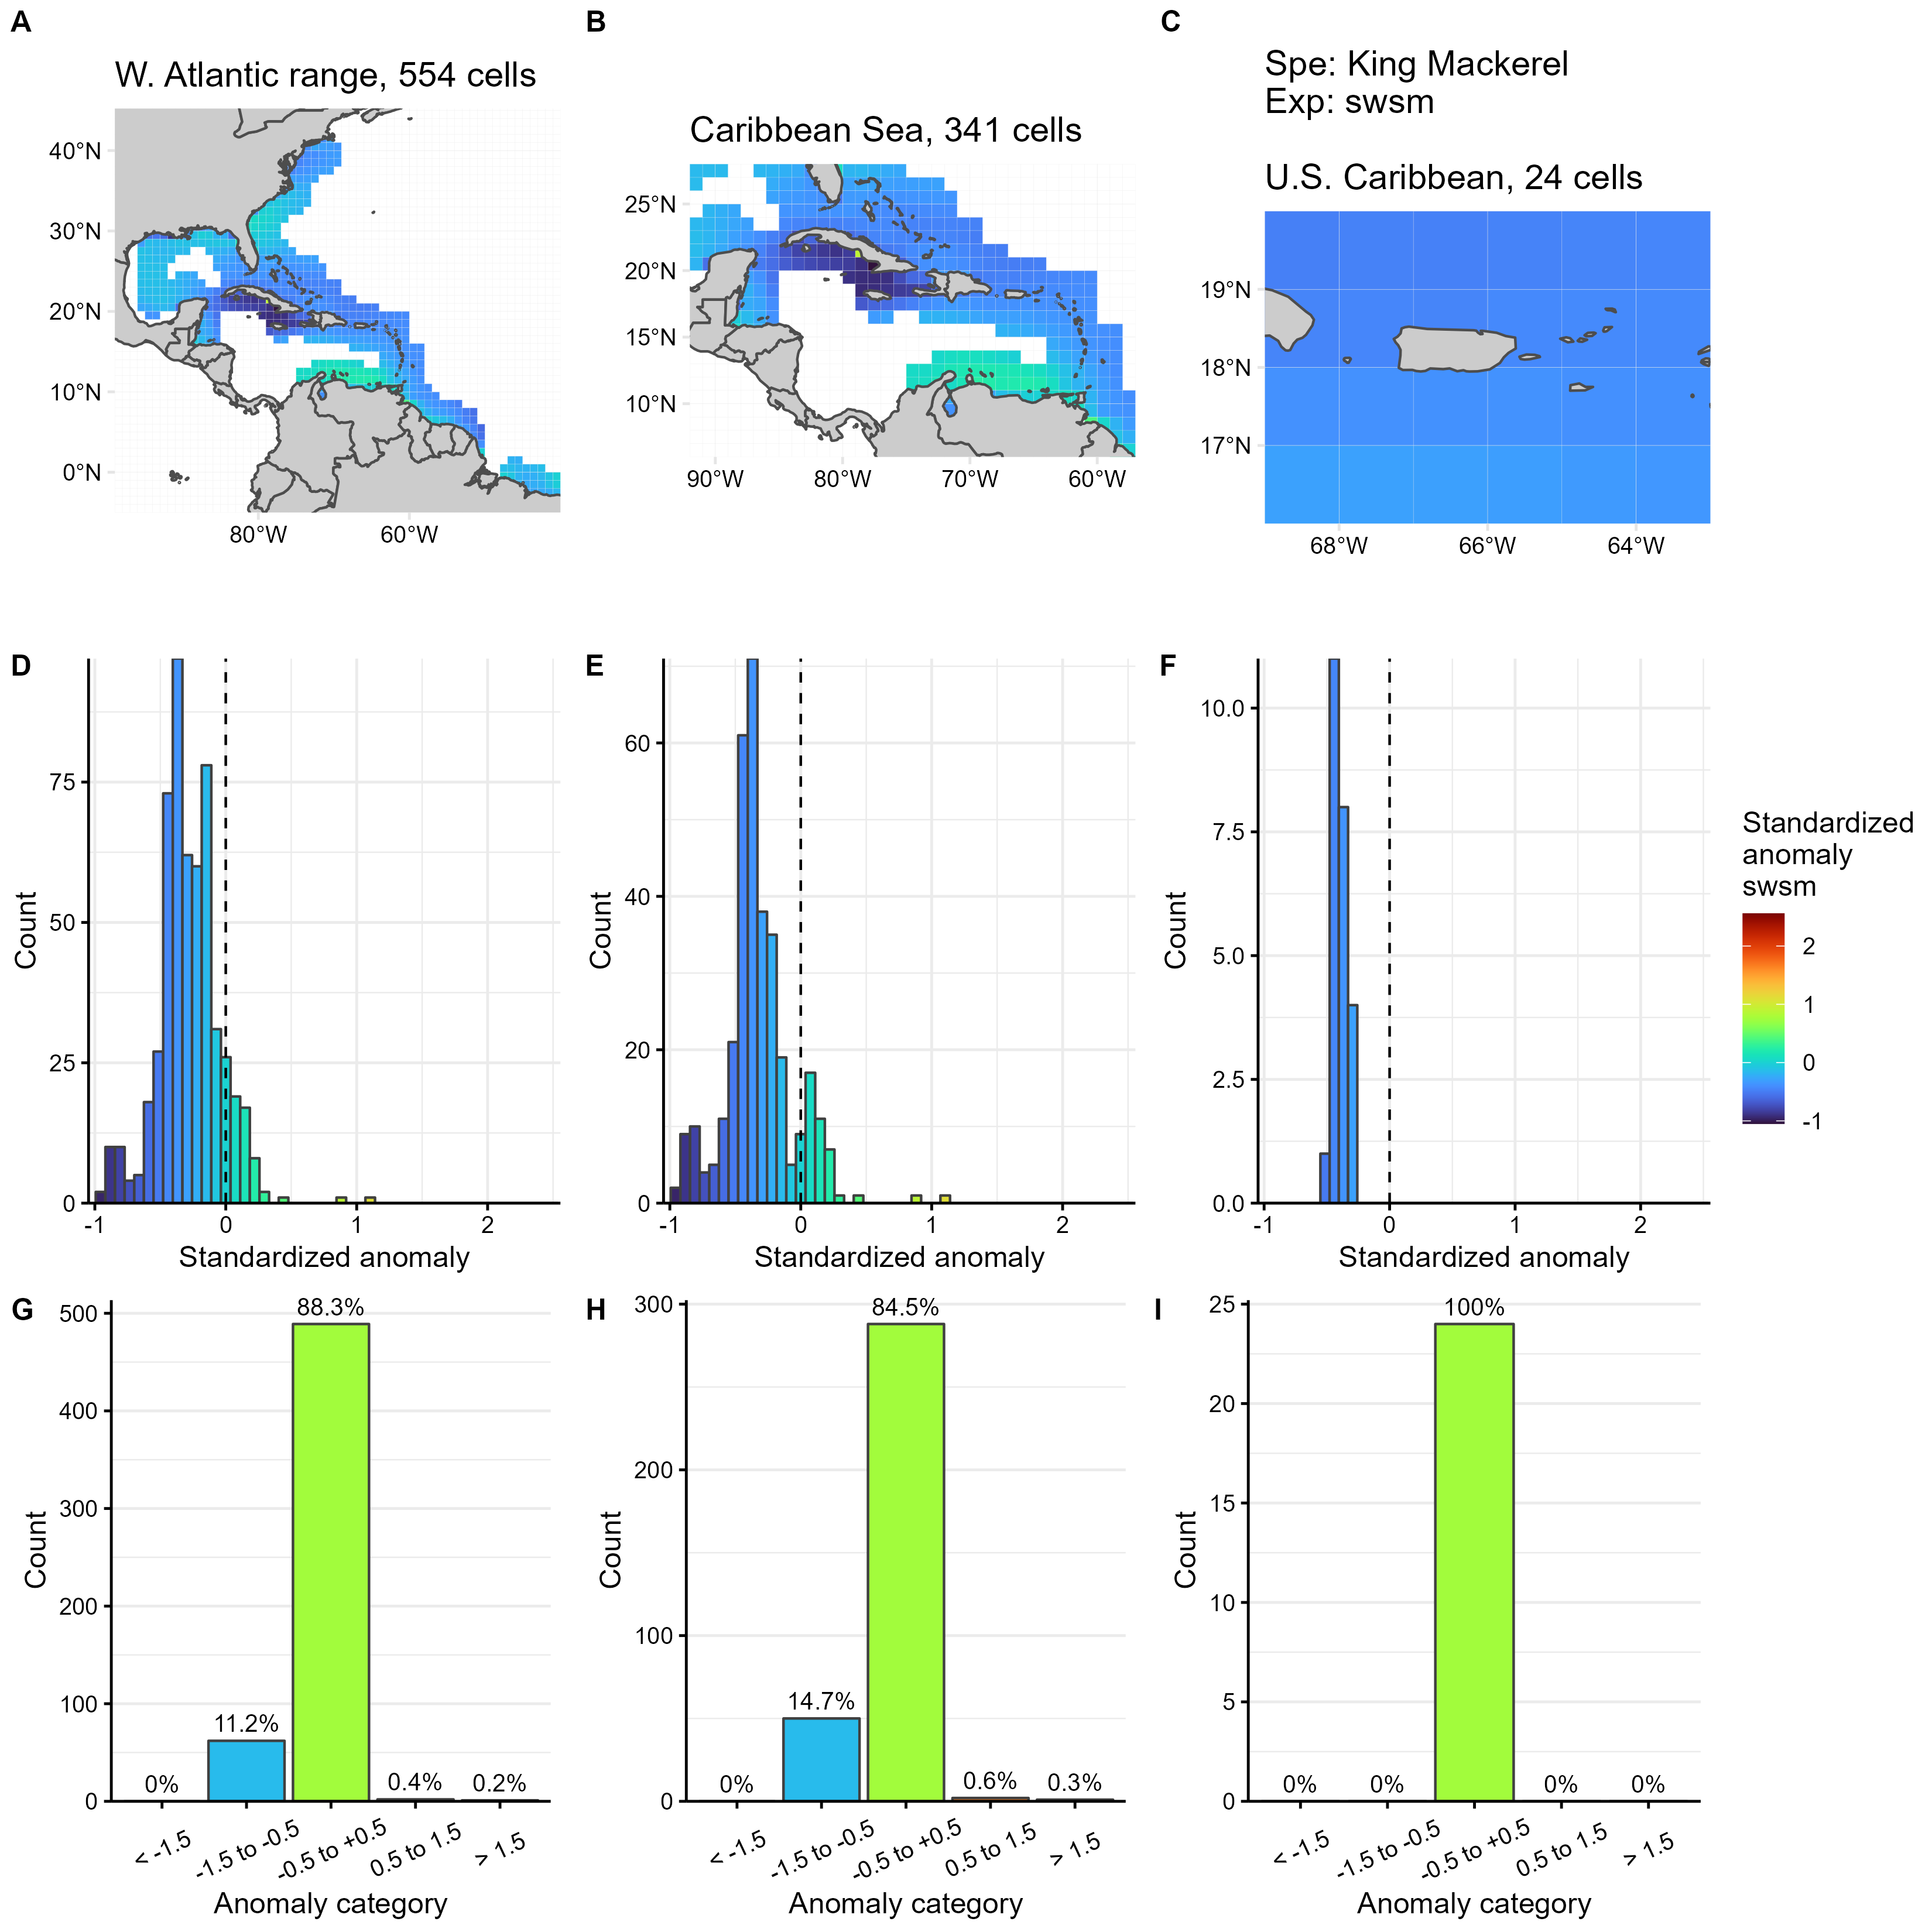 A
B
C
W. Atlantic range, 554 cells
Caribbean Sea, 341 cells
Spe: King Mackerel
Exp: swsm
U.S. Caribbean, 24 cells
40°N
30°N
20°N
10°N
0°N
80°W
60°W
25°N
20°N
15°N
10°N
90°W
80°W
70°W
60°W
19°N
18°N
17°N
68°W
66°W
64°W
D
Count
75
50
25
0
-1
0
1
2
Standardized anomaly
E
Count
60
40
20
0
-1
0
1
2
Standardized anomaly
F
Count
10.0
7.5
5.0
2.5
0.0
-1
0
1
2
Standardized anomaly
Standardized
anomaly
swsm
2
1
0
-1
G
Count
500
400
300
200
100
0
0%
11.2%
88.3%
0.4%
0.2%
< -1.5
-1.5 to -0.5
-0.5 to +0.5
0.5 to 1.5
> 1.5
Anomaly category
H
Count
300
200
100
0
0%
14.7%
84.5%
0.6%
0.3%
< -1.5
-1.5 to -0.5
-0.5 to +0.5
0.5 to 1.5
> 1.5
Anomaly category
I
Count
25
20
15
10
5
0
0%
0%
100%
0%
0%
< -1.5
-1.5 to -0.5
-0.5 to +0.5
0.5 to 1.5
> 1.5
Anomaly category